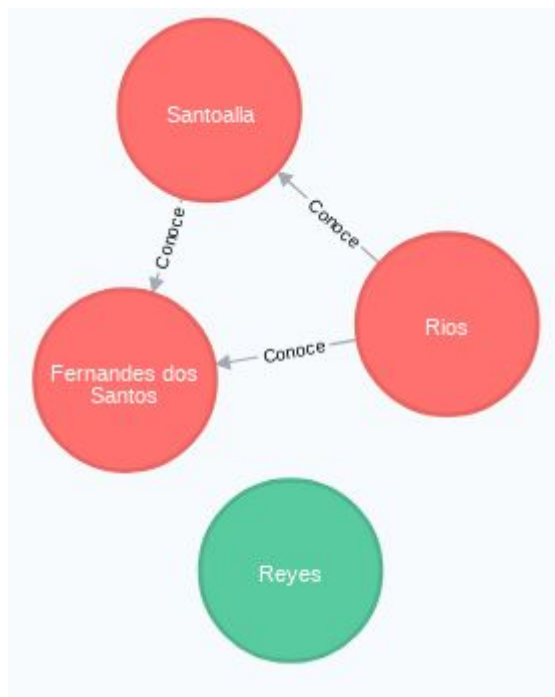 Santoalla
Conoce
Conoce
Rios
Conoce
Fernandes dos
Santos
Reyes